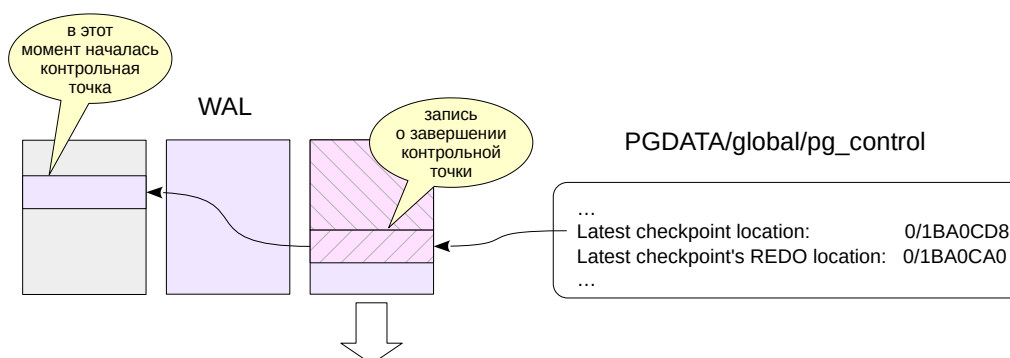 в этот
момент началась
контрольная
точка
WAL
запись
о завершении
контрольной
точки
PGDATA/global/pg_control
...
Latest checkpoint location: 0/1BA0CD8
Latest checkpoint's REDO location: 0/1BA0CA0
...